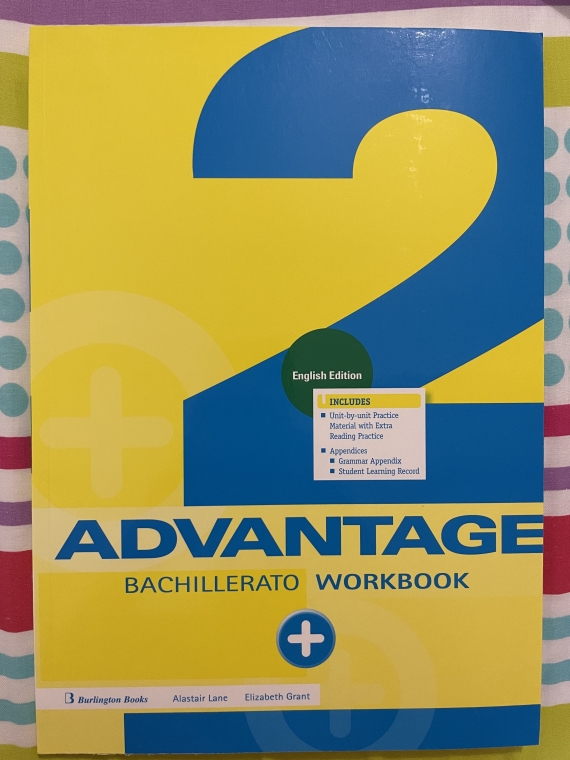 2
English Edition
INCLUDES
Unit-by-unit Practice
Material with Extra
Reading Practice
Appendices
Grammar Appendix
Student Learning Record
ADVANTAGE
BACHILLERATO WORKBOOK
+
B Burlington Books Alastair Lane Elizabeth Grant